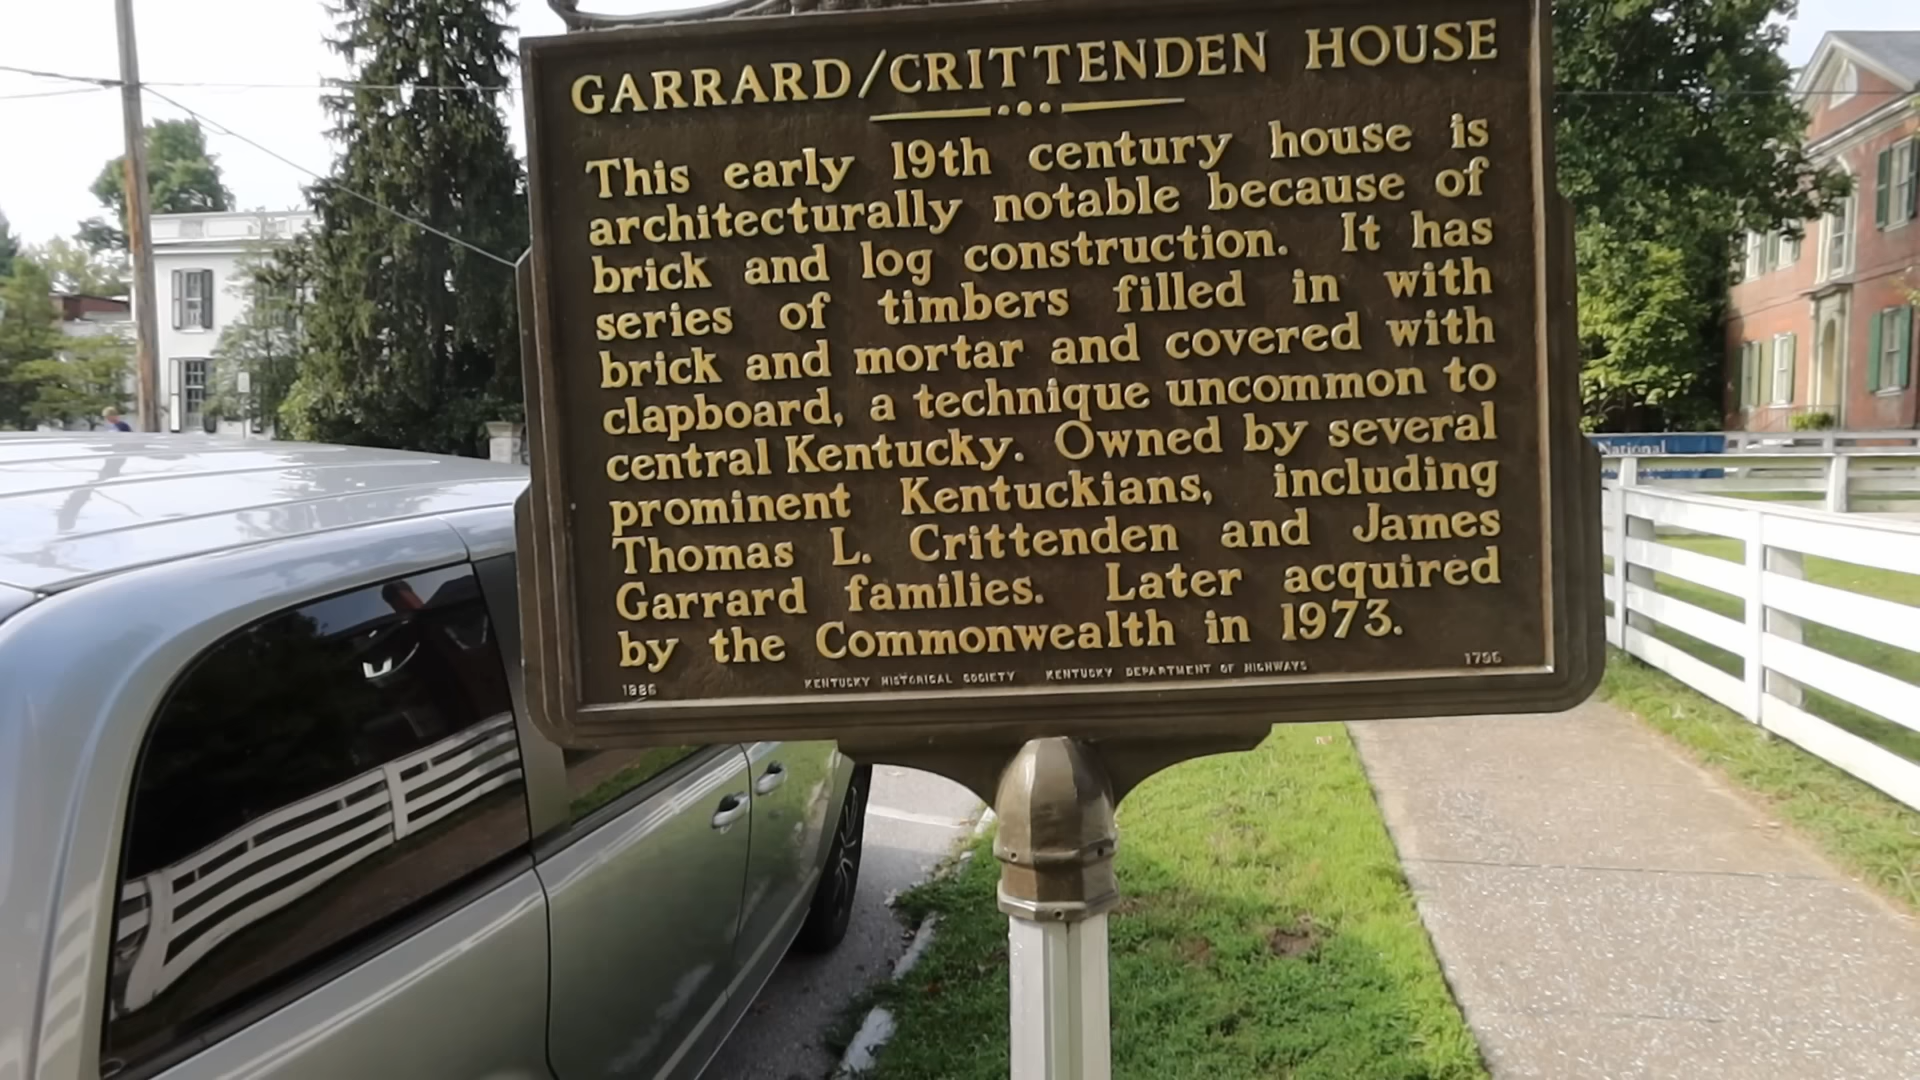 GARRARD/CRITTENDEN HOUSE
This early 19th century house is
architecturally notable because of
brick and log construction. It has
series of timbers filled in with
brick and mortar and covered with
clapboard, a technique uncommon to
central Kentucky. Owned by several
prominent Kentuckians, including
Thomas L. Crittenden and James
Garrard families. Later acquired
by the Commonwealth in 1973.
1986 KENTUCKY HISTORICAL SOCIETY KENTUCKY DEPARTMENT OF HIGHWAYS 1796
National